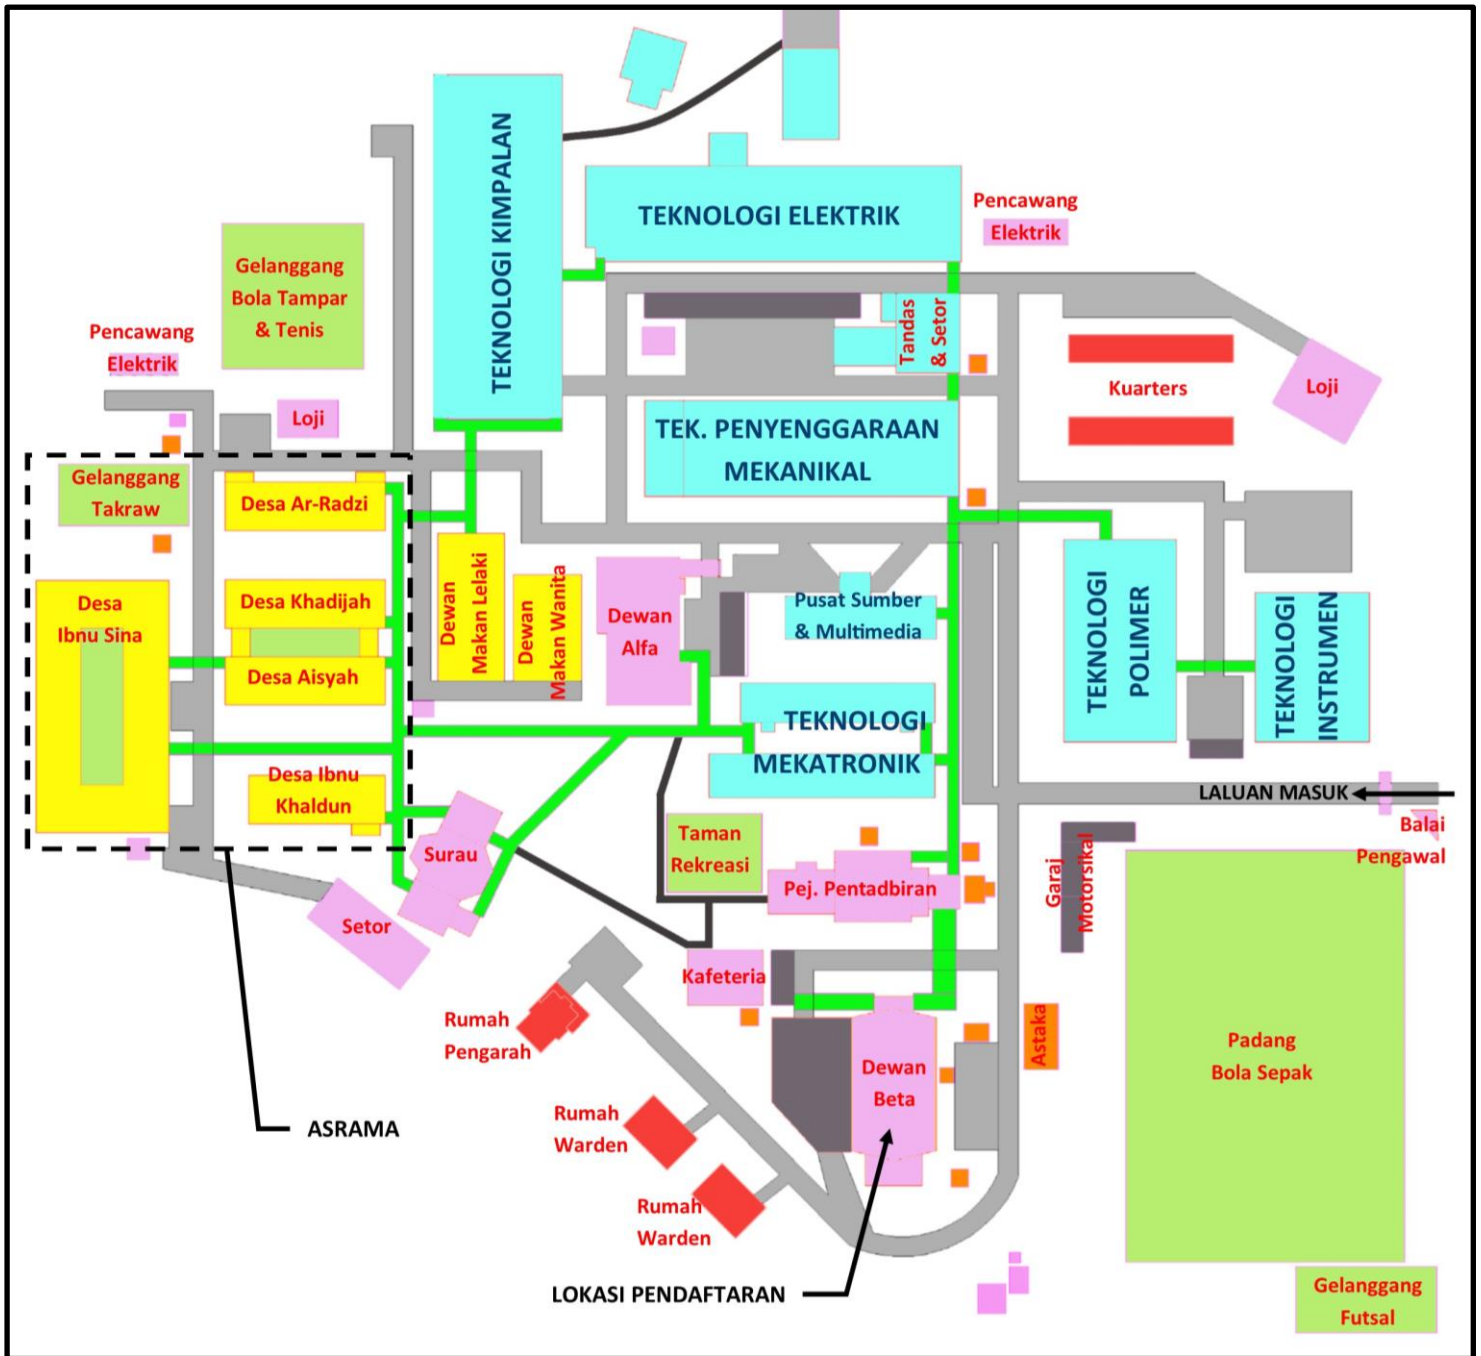 TEKNOLOGI KIMPALAN
TEKNOLOGI ELEKTRIK
Pencawang
Elektrik
Gelanggang
Bola Tampar
& Tenis
Pencawang
Elektrik
Loji
Tandas
& Setor
Kuarters
Loji
TEK. PENYENGGARAAN
MEKANIKAL
Gelanggang
Takraw
Desa Ar-Radzi
Desa
Ibnu Sina
Desa Khadijah
Desa Aisyah
Dewan
Makan Lelaki
Dewan
Makan Wanita
Dewan
Alfa
Pusat Sumber
& Multimedia
TEKNOLOGI
POLIMER
TEKNOLOGI
INSTRUMEN
TEKNOLOGI
MEKATRONIK
Desa Ibnu
Khaldun
LALUAN MASUK
Balai
Pengawal
Surau
Taman
Rekreasi
Pej. Pentadbiran
Garaj
Motorsikal
Setor
Kafeteria
Rumah
Pengarah
Astaka
Padang
Bola Sepak
Dewan
Beta
ASRAMA
Rumah
Warden
Rumah
Warden
LOKASI PENDAFTARAN
Gelanggang
Futsal